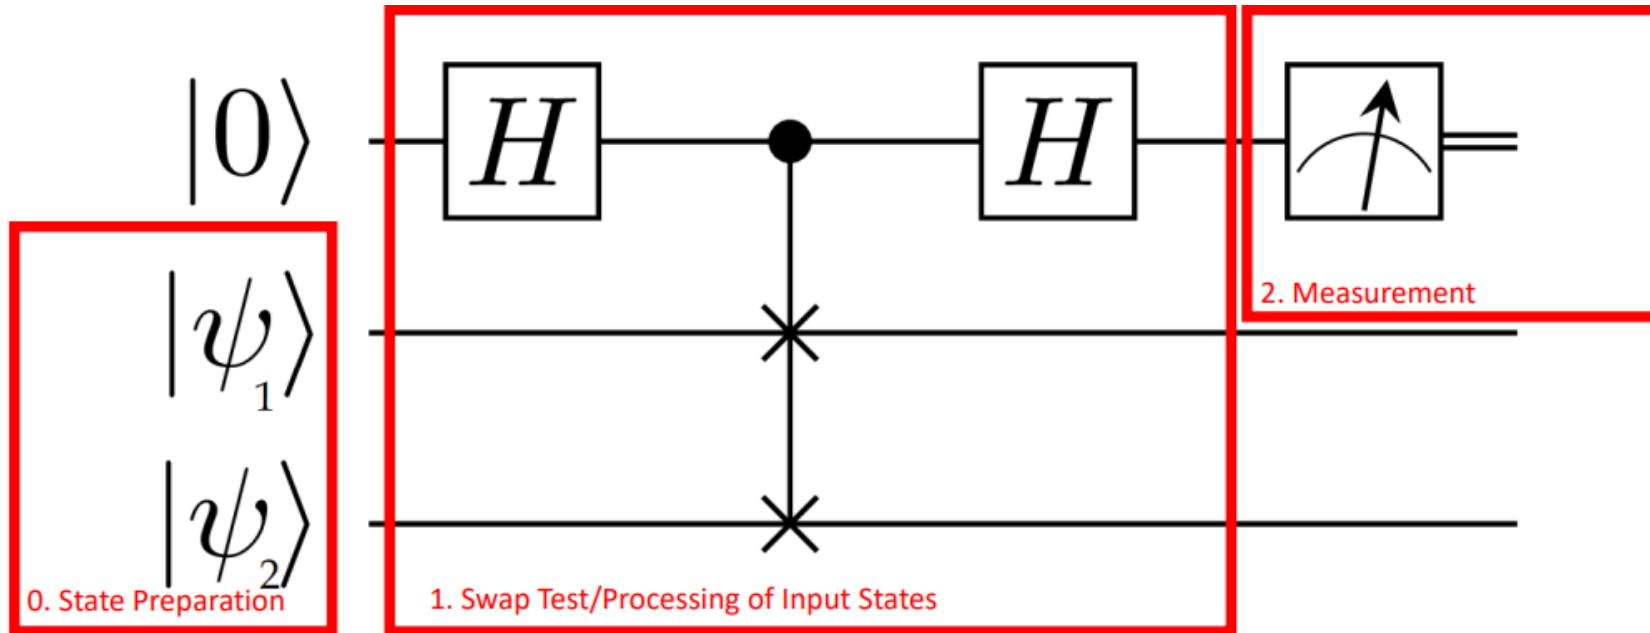 |0⟩ H H
2. Measurement
|ψ₁⟩
|ψ₂⟩
0. State Preparation
1. Swap Test/Processing of Input States